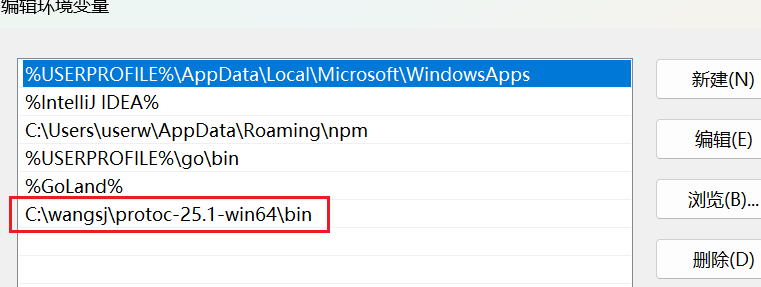 编辑环境变量
%USERPROFILE%\AppData\Local\Microsoft\WindowsApps
新建(N)
%IntelliJ IDEA%
C:\Users\userw\AppData\Roaming\npm
编辑(E)
%USERPROFILE%\go\bin
%GoLand%
浏览(B)...
C:\wangsj\protoc-25.1-win64\bin
删除(D)